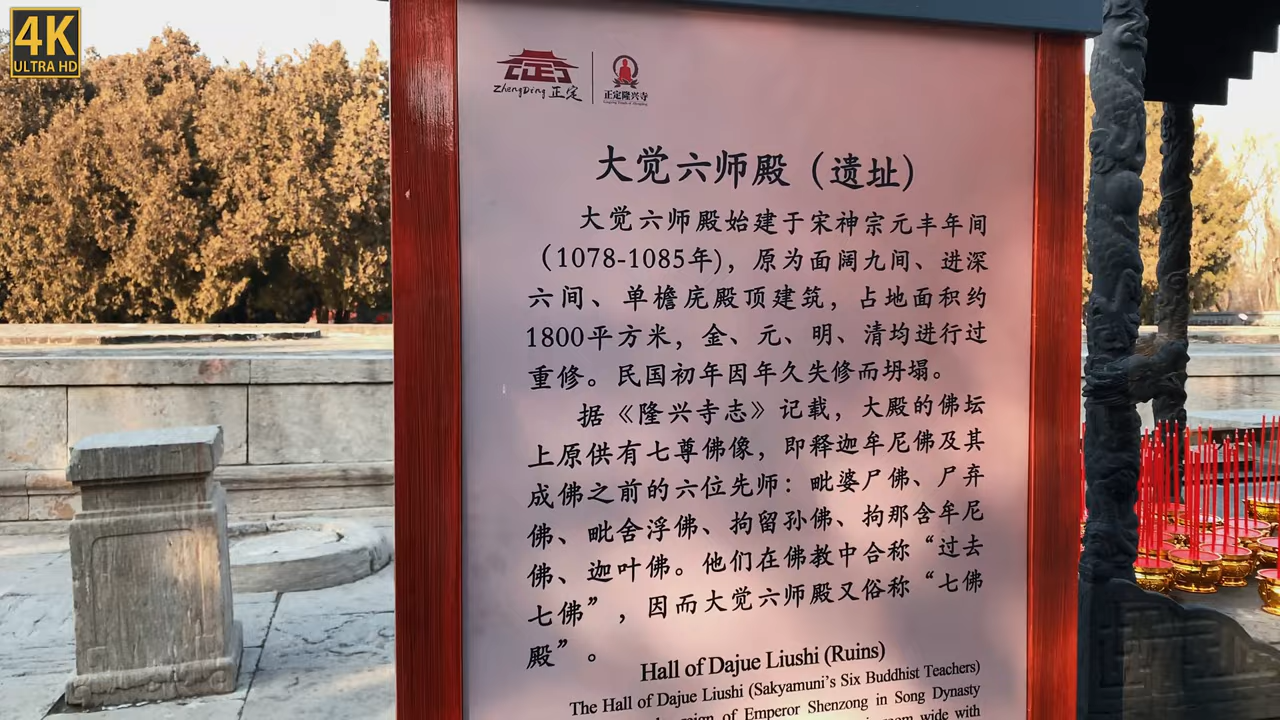 4K
ULTRA HD
ZhengDing 正定
正定隆兴寺
大觉六师殿（遗址）
大觉六师殿始建于宋神宗元丰年间
（1078-1085年)，原为面阔九间、进深
六间、单檐庑殿顶建筑，占地面积约
1800平方米，金、元、明、清均进行过
重修。民国初年因年久失修而坍塌。
据《隆兴寺志》记载，大殿的佛坛
上原供有七尊佛像，即释迦牟尼佛及其
成佛之前的六位先师：毗婆尸佛、尸弃
佛、毗舍浮佛、拘留孙佛、拘那含牟尼
佛、迦叶佛。他们在佛教中合称“过去
七佛”，因而大觉六师殿又俗称“七佛
殿”。
Hall of Dajue Liushi (Ruins)
The Hall of Dajue Liushi (Sakyamuni's Six Buddhist Teachers)
reign of Emperor Shenzong in Song Dynasty
wide with